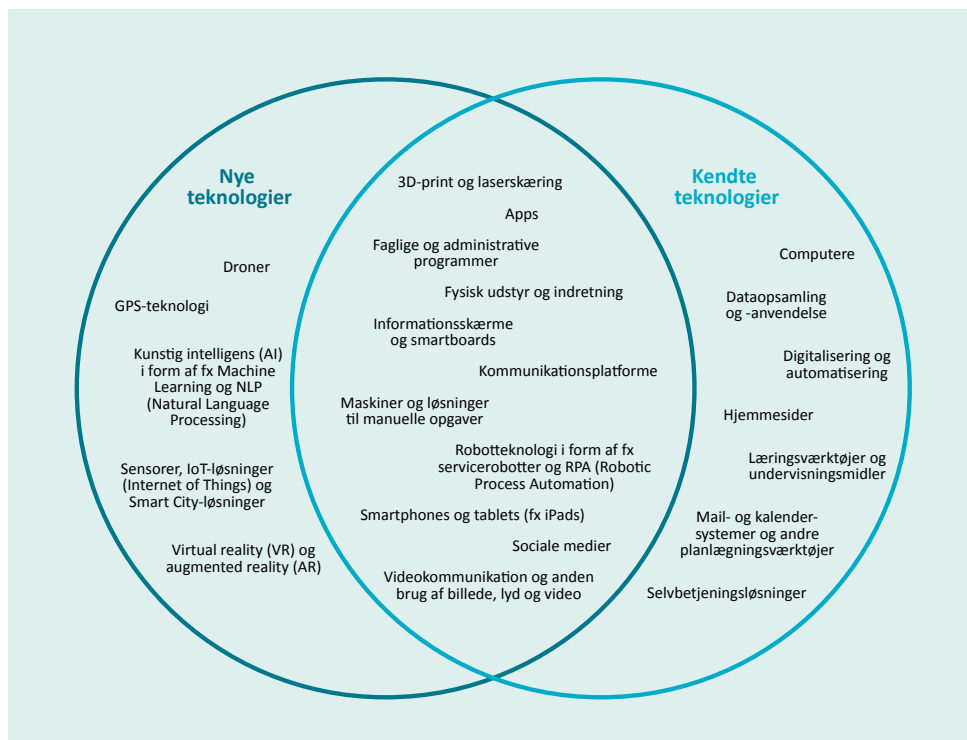 Nye
teknologier
Droner
GPS-teknologi
Kunstig intelligens (AI)
i form af fx Machine
Learning og NLP
(Natural Language
Processing)
Sensorer, IoT-løsninger
(Internet of Things) og
Smart City-løsninger
Virtual reality (VR) og
augmented reality (AR)
3D-print og laserskæring
Apps
Faglige og administrative
programmer
Fysisk udstyr og indretning
Informationsskærme
og smartboards
Kommunikationsplatforme
Maskiner og løsninger
til manuelle opgaver
Robotteknologi i form af fx
servicerobotter og RPA (Robotic
Process Automation)
Smartphones og tablets (fx iPads)
Sociale medier
Videokommunikation og anden
brug af billede, lyd og video
Kendte
teknologier
Computere
Dataopsamling
og -anvendelse
Digitalisering og
automatisering
Hjemmesider
Læringsværktøjer og
undervisningsmidler
Mail- og kalender-
systemer og andre
planlægningsværktøjer
Selvbetjeningsløsninger